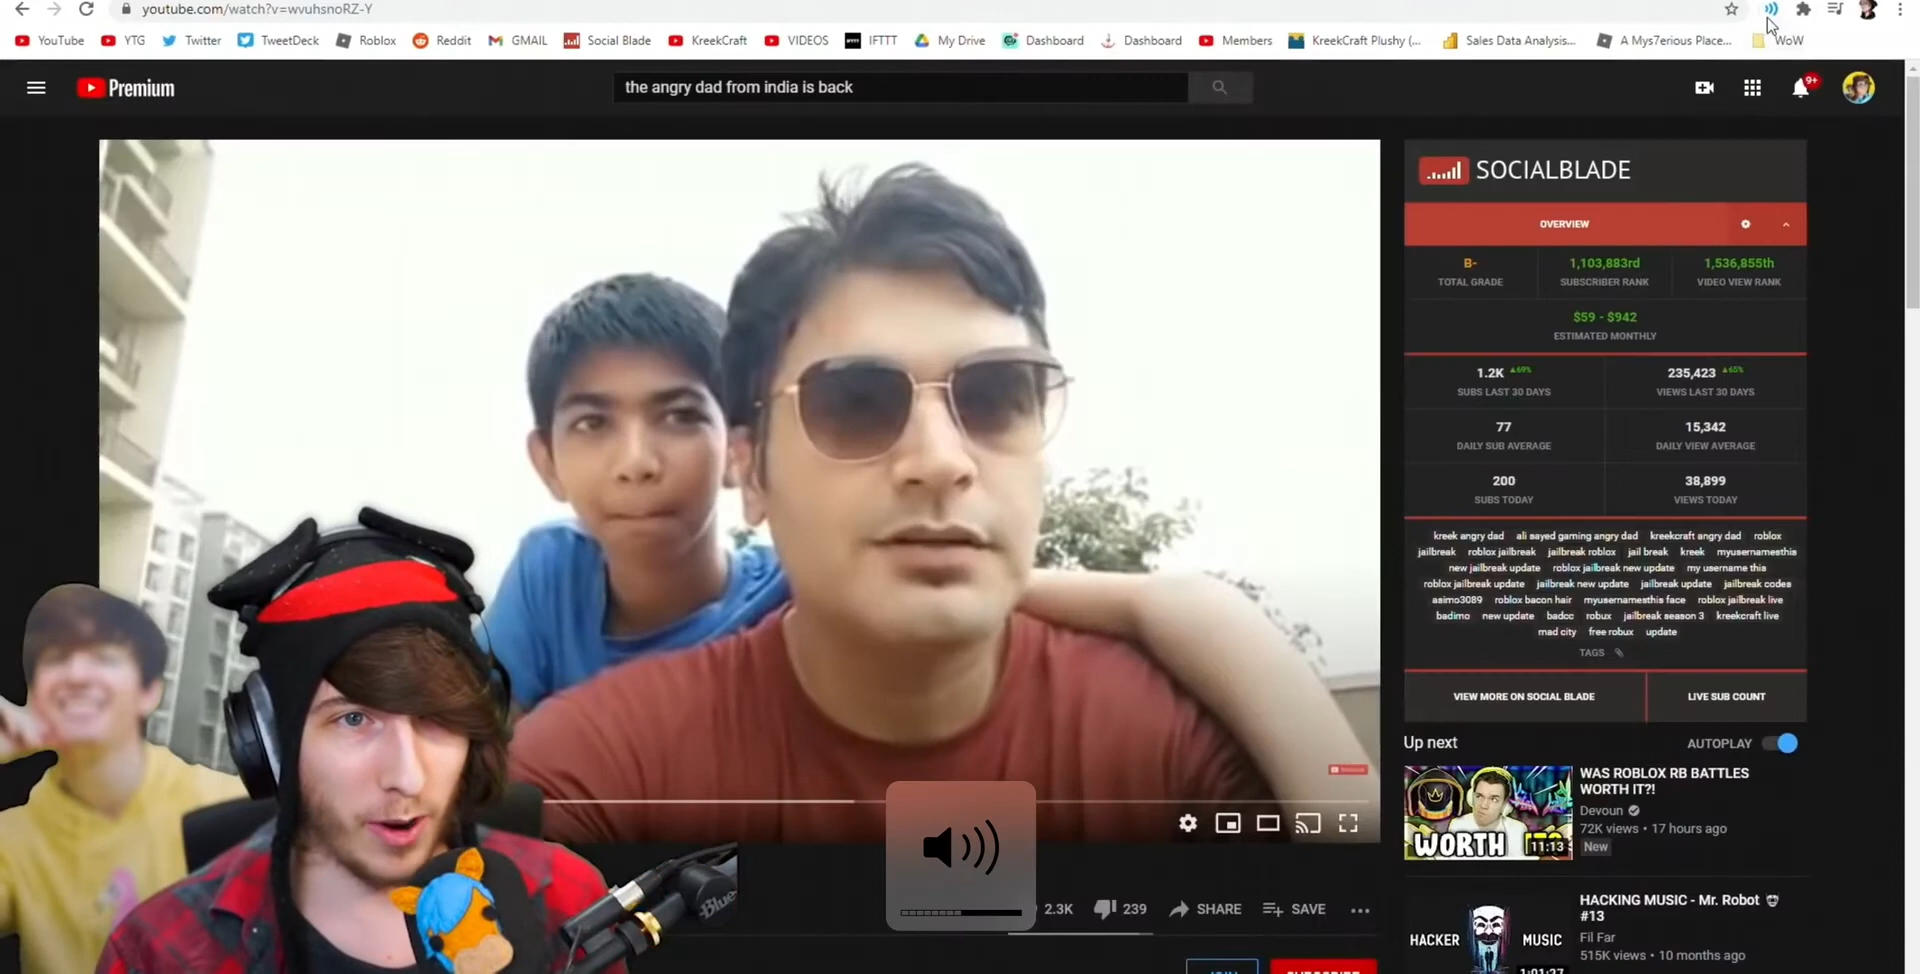 youtube.com/watch?v=wvuhsnoRZ-Y
YouTube YTG Twitter TweetDeck Roblox Reddit GMAIL Social Blade KreekCraft VIDEOS IFTTT My Drive Dashboard Dashboard Members KreekCraft Plushy (... Sales Data Analysis... A Mys7erious Place... WoW
Premium
the angry dad from india is back
9+
SOCIALBLADE
OVERVIEW
B- 1,103,883rd 1,536,855th
TOTAL GRADE SUBSCRIBER RANK VIDEO VIEW RANK
$59 - $942
ESTIMATED MONTHLY
1.2K ▲69% 235,423 ▲65%
SUBS LAST 30 DAYS VIEWS LAST 30 DAYS
77 15,342
DAILY SUB AVERAGE DAILY VIEW AVERAGE
200 38,899
SUBS TODAY VIEWS TODAY
kreek angry dad ali sayed gaming angry dad kreekcraft angry dad roblox
jailbreak roblox jailbreak jailbreak roblox jail break kreek myusernamesthis
new jailbreak update roblox jailbreak new update my username this
roblox jailbreak update jailbreak new update jailbreak update jailbreak codes
asimo3089 roblox bacon hair myusernamesthis face roblox jailbreak live
badimo new update badcc robux jailbreak season 3 kreekcraft live
mad city free robux update
TAGS
VIEW MORE ON SOCIAL BLADE LIVE SUB COUNT
Up next AUTOPLAY
WAS ROBLOX RB BATTLES
WORTH IT?!
Devoun
72K views • 17 hours ago
New
WORTH IT?
11:13
HACKING MUSIC - Mr. Robot
#13
Fil Far
515K views • 10 months ago
HACKER MUSIC
1:01:27
2.3K 239 SHARE SAVE
Blue
JOIN SUBSCRIBE